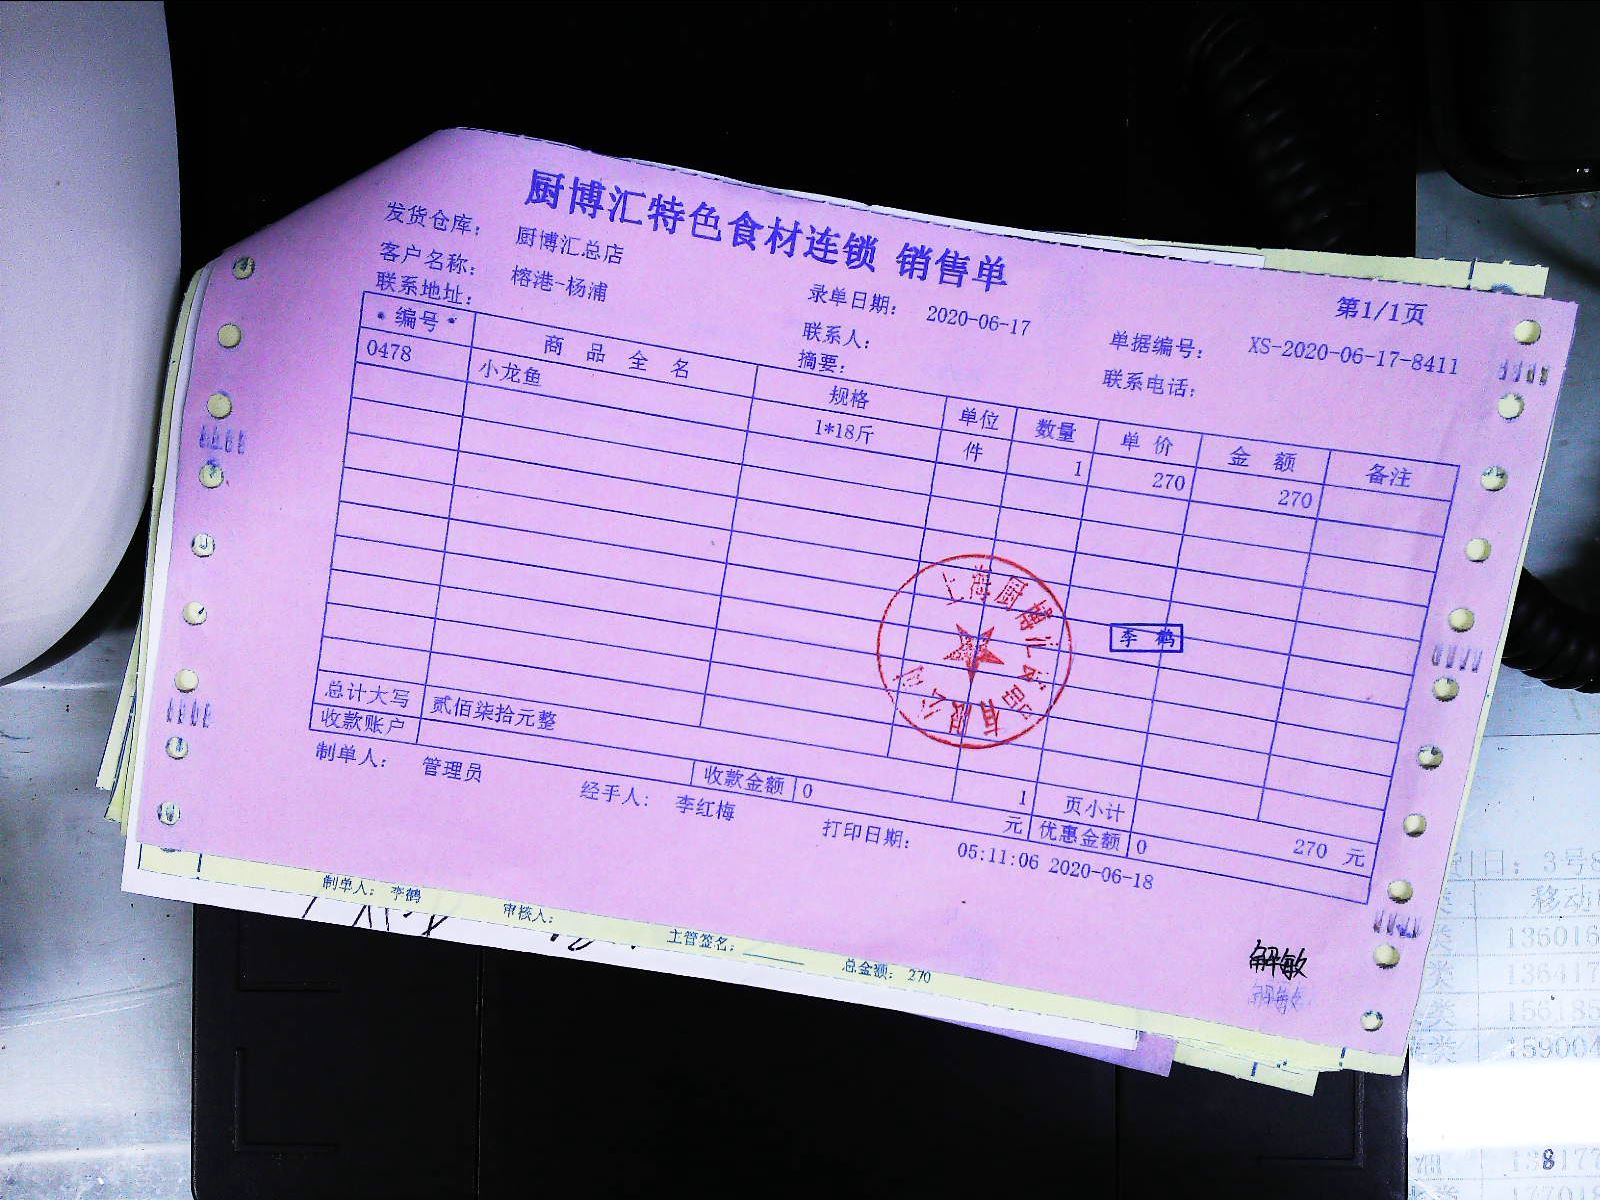 厨博汇特色食材连锁 销售单
第1/1页
发货仓库： 厨博汇总店
客户名称： 榕港-杨浦 录单日期： 2020-06-17 单据编号： XS-2020-06-17-8411
联系地址： 联系人： 联系电话：
摘要：
编号 商品全名 规格 单位 数量 单价 金额 备注
0478 小龙鱼 1*18斤 件 1 270 270
上海厨博汇食品有限公司
李鹤
总计大写 贰佰柒拾元整 1 页小计 270 元
收款账户 收款金额 0 元 优惠金额 0
制单人： 管理员 经手人： 李红梅 打印日期： 05:11:06 2020-06-18
解敏
制单人： 李鹤 审核人： 主管签名： 总金额： 270
移动